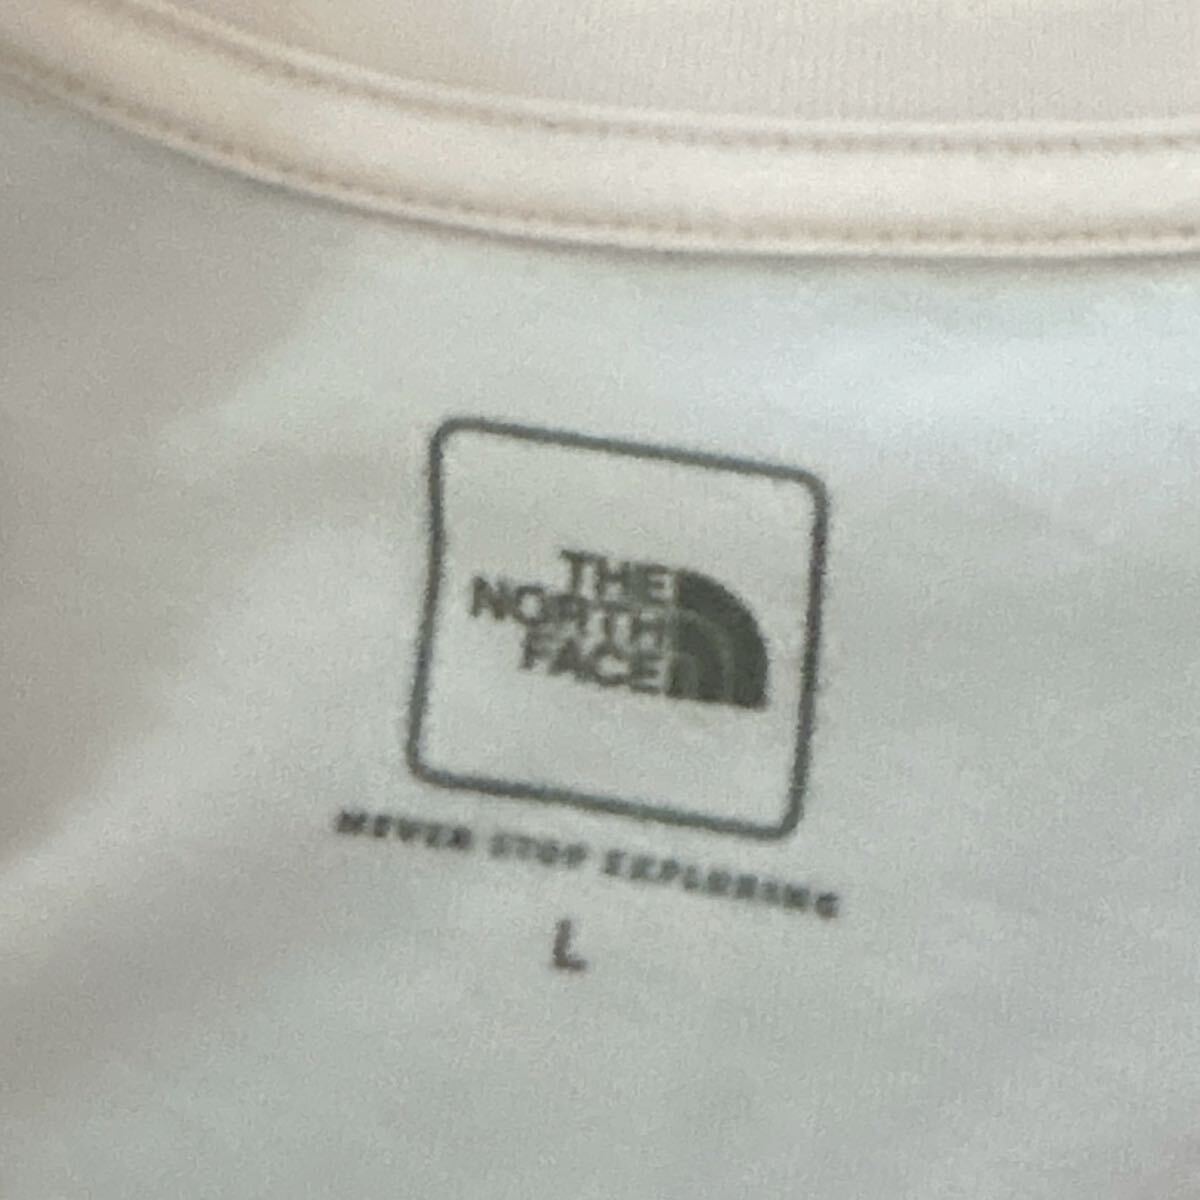 THE
NORTH
FACE
NEVER STOP EXPLORING
L